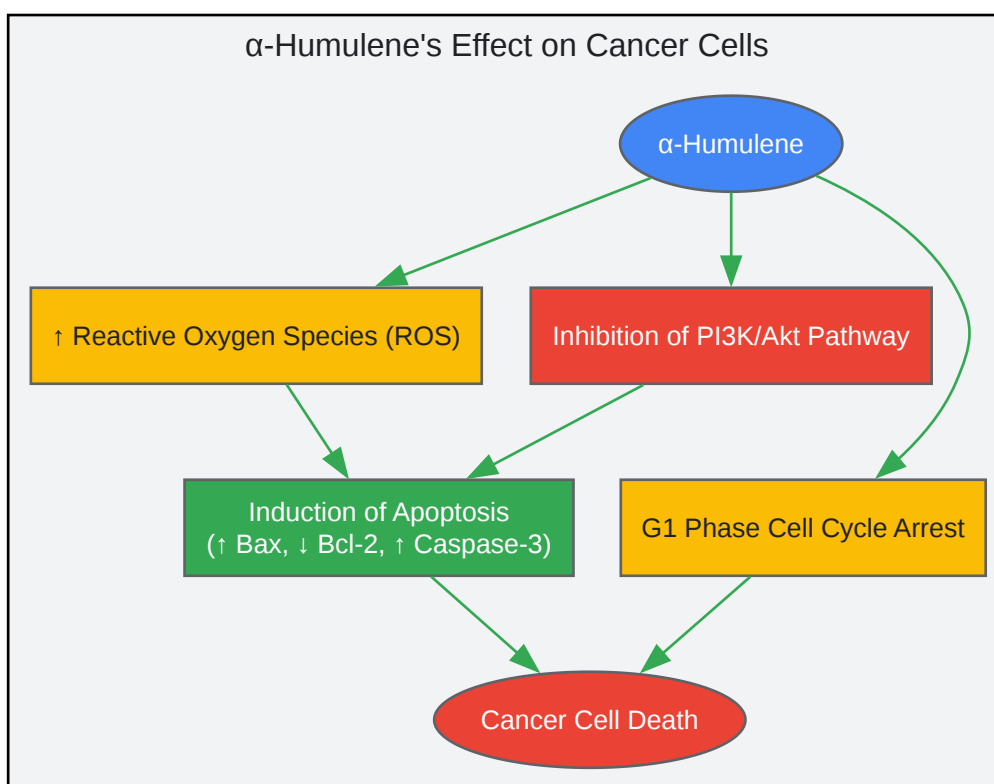 α-Humulene's Effect on Cancer Cells
α-Humulene
↑ Reactive Oxygen Species (ROS)
Inhibition of PI3K/Akt Pathway
Induction of Apoptosis
(↑ Bax, ↓ Bcl-2, ↑ Caspase-3)
G1 Phase Cell Cycle Arrest
Cancer Cell Death